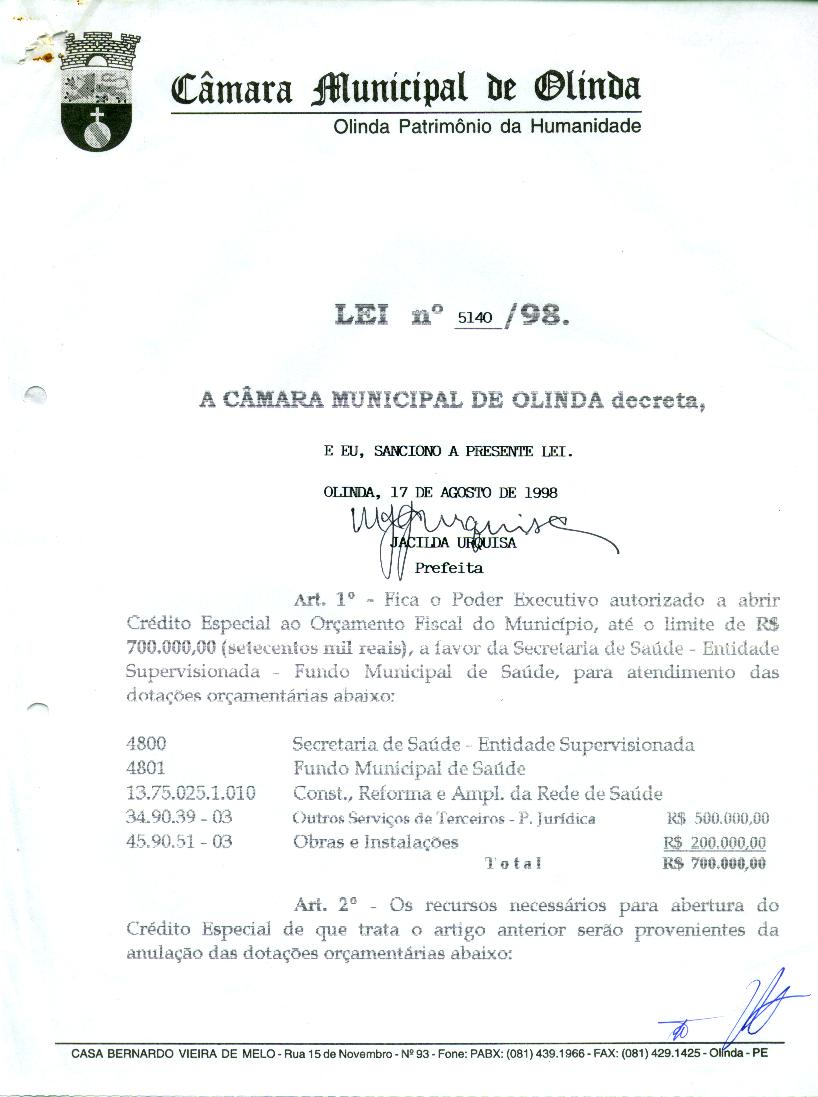 Câmara Municipal de Olinda
Olinda Patrimônio da Humanidade
LEI nº 5140 /98.
A CÂMARA MUNICIPAL DE OLINDA decreta,
E EU, SANCIONO A PRESENTE LEI.
OLINDA, 17 DE AGOSTO DE 1998
JACILDA URQUISA
Prefeita
Art. 1º - Fica o Poder Executivo autorizado a abrir
Crédito Especial ao Orçamento Fiscal do Município, até o limite de R$
700.000,00 (setecentos mil reais), a favor da Secretaria de Saúde - Entidade
Supervisionada - Fundo Municipal de Saúde, para atendimento das
dotações orçamentárias abaixo:
4800 Secretaria de Saúde - Entidade Supervisionada
4801 Fundo Municipal de Saúde
13.75.025.1.010 Const., Reforma e Ampl. da Rede de Saúde
34.90.39 - 03 Outros Serviços de Terceiros - P. Jurídica R$ 500.000,00
45.90.51 - 03 Obras e Instalações R$ 200.000,00
Total R$ 700.000,00
Art. 2º - Os recursos necessários para abertura do
Crédito Especial de que trata o artigo anterior serão provenientes da
anulação das dotações orçamentárias abaixo:
CASA BERNARDO VIEIRA DE MELO - Rua 15 de Novembro - Nº 93 - Fone: PABX: (081) 439.1966 - FAX: (081) 429.1425 - Olinda - PE